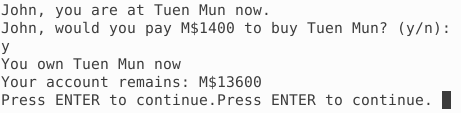 John, you are at Tuen Mun now.
John, would you pay M$1400 to buy Tuen Mun? (y/n):
y
You own Tuen Mun now
Your account remains: M$13600
Press ENTER to continue.Press ENTER to continue.